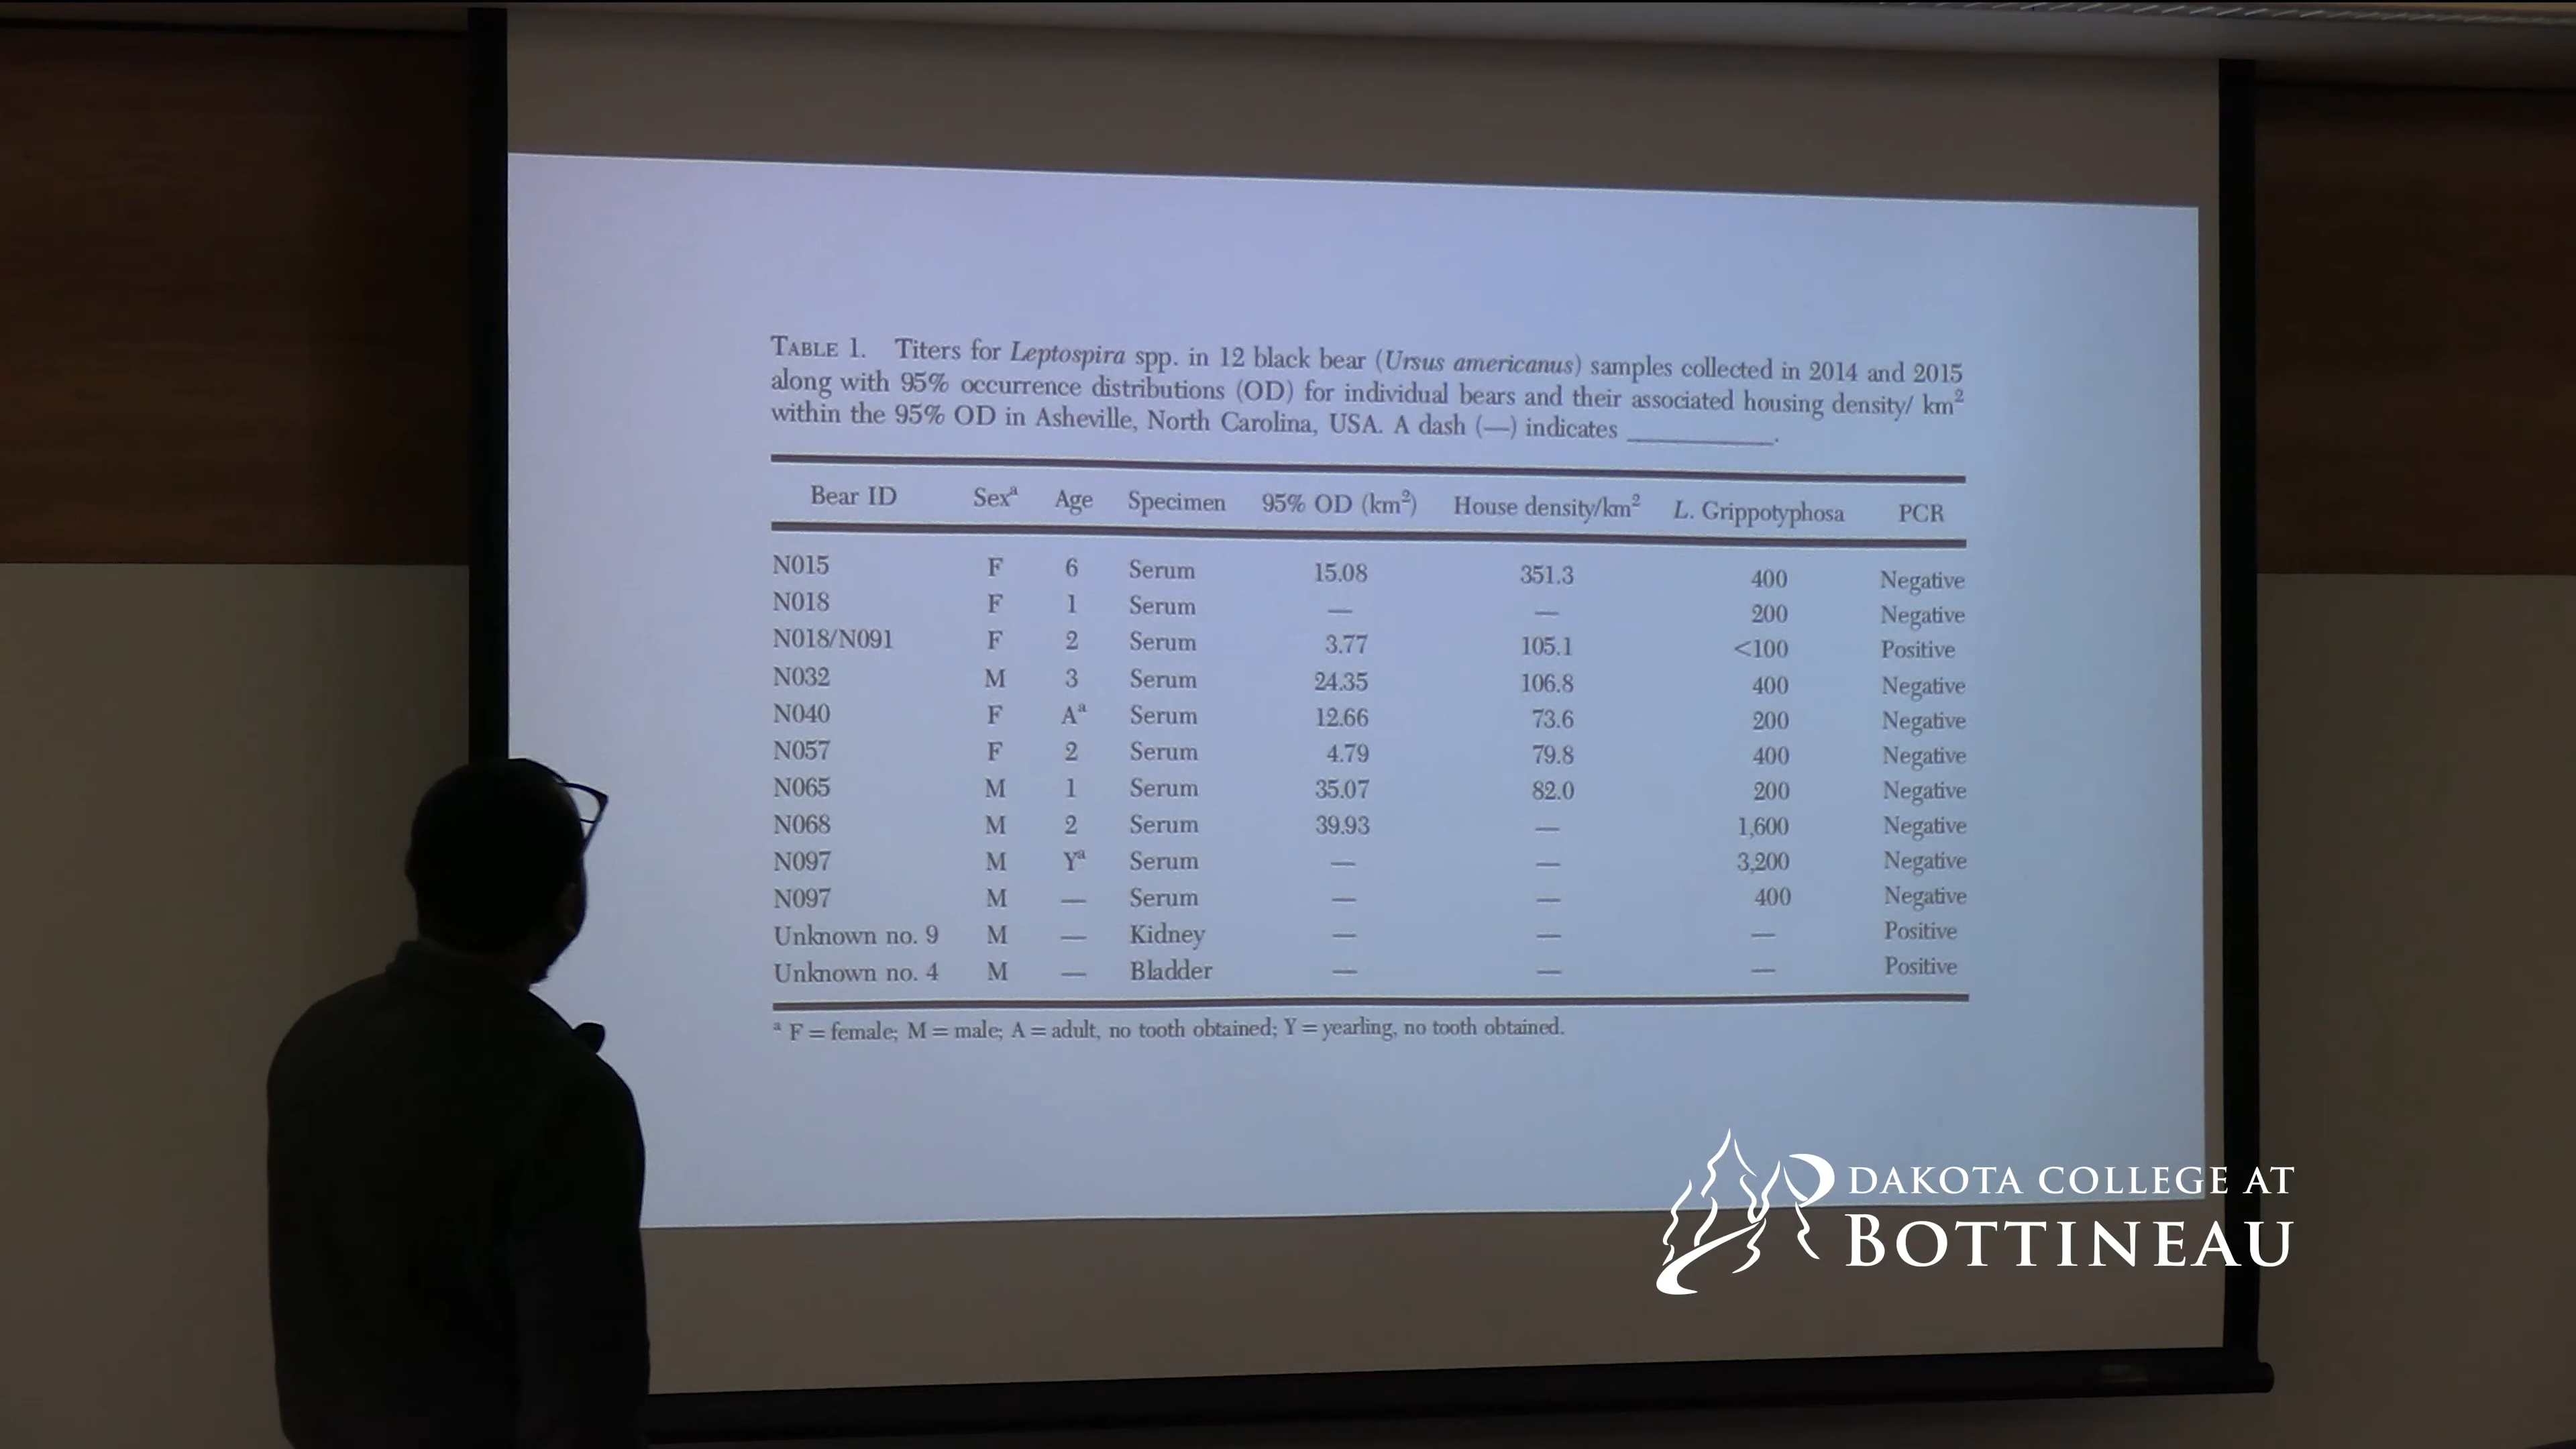 TABLE 1. Titers for Leptospira spp. in 12 black bear (Ursus americanus) samples collected in 2014 and 2015
along with 95% occurrence distributions (OD) for individual bears and their associated housing density/ km²
within the 95% OD in Asheville, North Carolina, USA. A dash (—) indicates ____________.
Bear ID Sexᵃ Age Specimen 95% OD (km²) House density/km² L. Grippotyphosa PCR
N015 F 6 Serum 15.08 351.3 400 Negative
N018 F 1 Serum — — 200 Negative
N018/N091 F 2 Serum 3.77 105.1 <100 Positive
N032 M 3 Serum 24.35 106.8 400 Negative
N040 F Aᵃ Serum 12.66 73.6 200 Negative
N057 F 2 Serum 4.79 79.8 400 Negative
N065 M 1 Serum 35.07 82.0 200 Negative
N068 M 2 Serum 39.93 — 1,600 Negative
N097 M Yᵃ Serum — — 3,200 Negative
N097 M — Serum — — 400 Negative
Unknown no. 9 M — Kidney — — — Positive
Unknown no. 4 M — Bladder — — — Positive
ᵃ F = female; M = male; A = adult, no tooth obtained; Y = yearling, no tooth obtained.
DAKOTA COLLEGE AT
BOTTINEAU